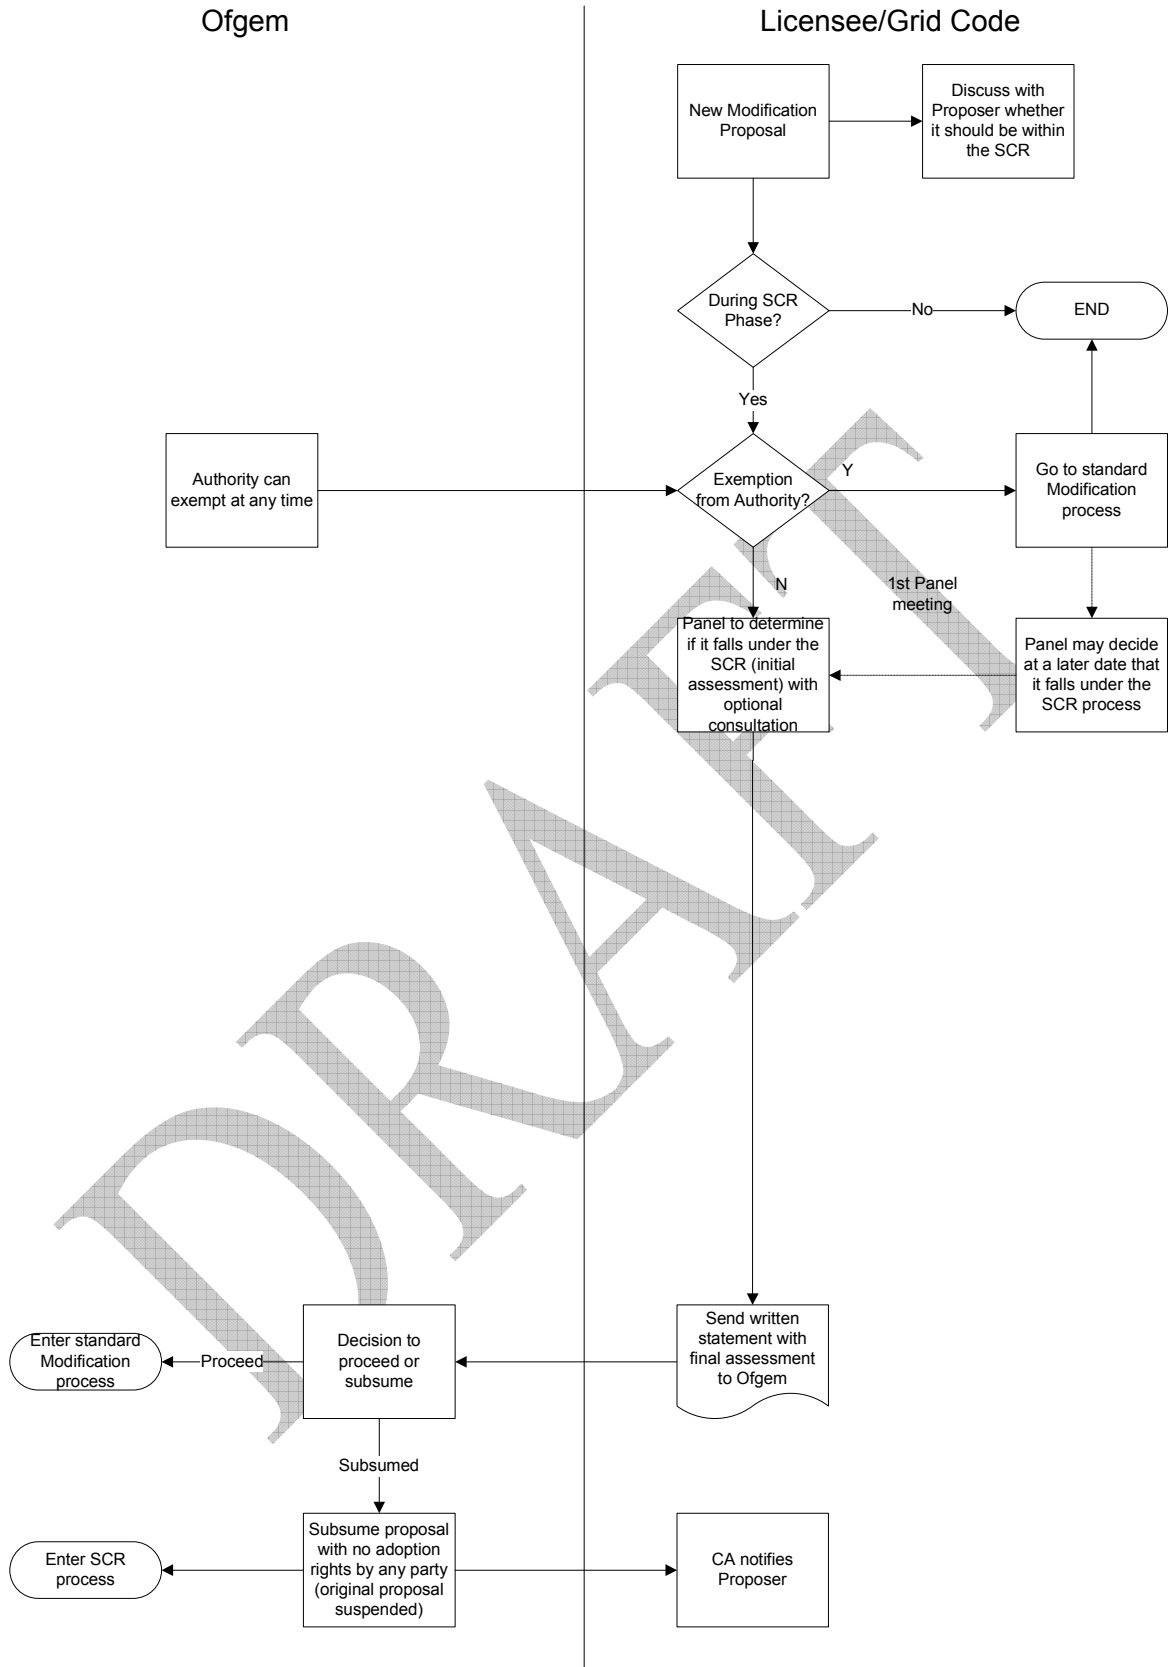 Ofgem
Licensee/Grid Code
New Modification
Proposal
Discuss with
Proposer whether
it should be within
the SCR
During SCR
Phase?
No
END
Yes
Authority can
exempt at any time
Exemption
from Authority?
Y
Go to standard
Modification
process
N
1st Panel
meeting
Panel to determine
if it falls under the
SCR (initial
assessment) with
optional
consultation
Panel may decide
at a later date that
it falls under the
SCR process
DRAFT
Enter standard
Modification
process
Proceed
Decision to
proceed or
subsume
Send written
statement with
final assessment
to Ofgem
Subsumed
Enter SCR
process
Subsume proposal
with no adoption
rights by any party
(original proposal
suspended)
CA notifies
Proposer